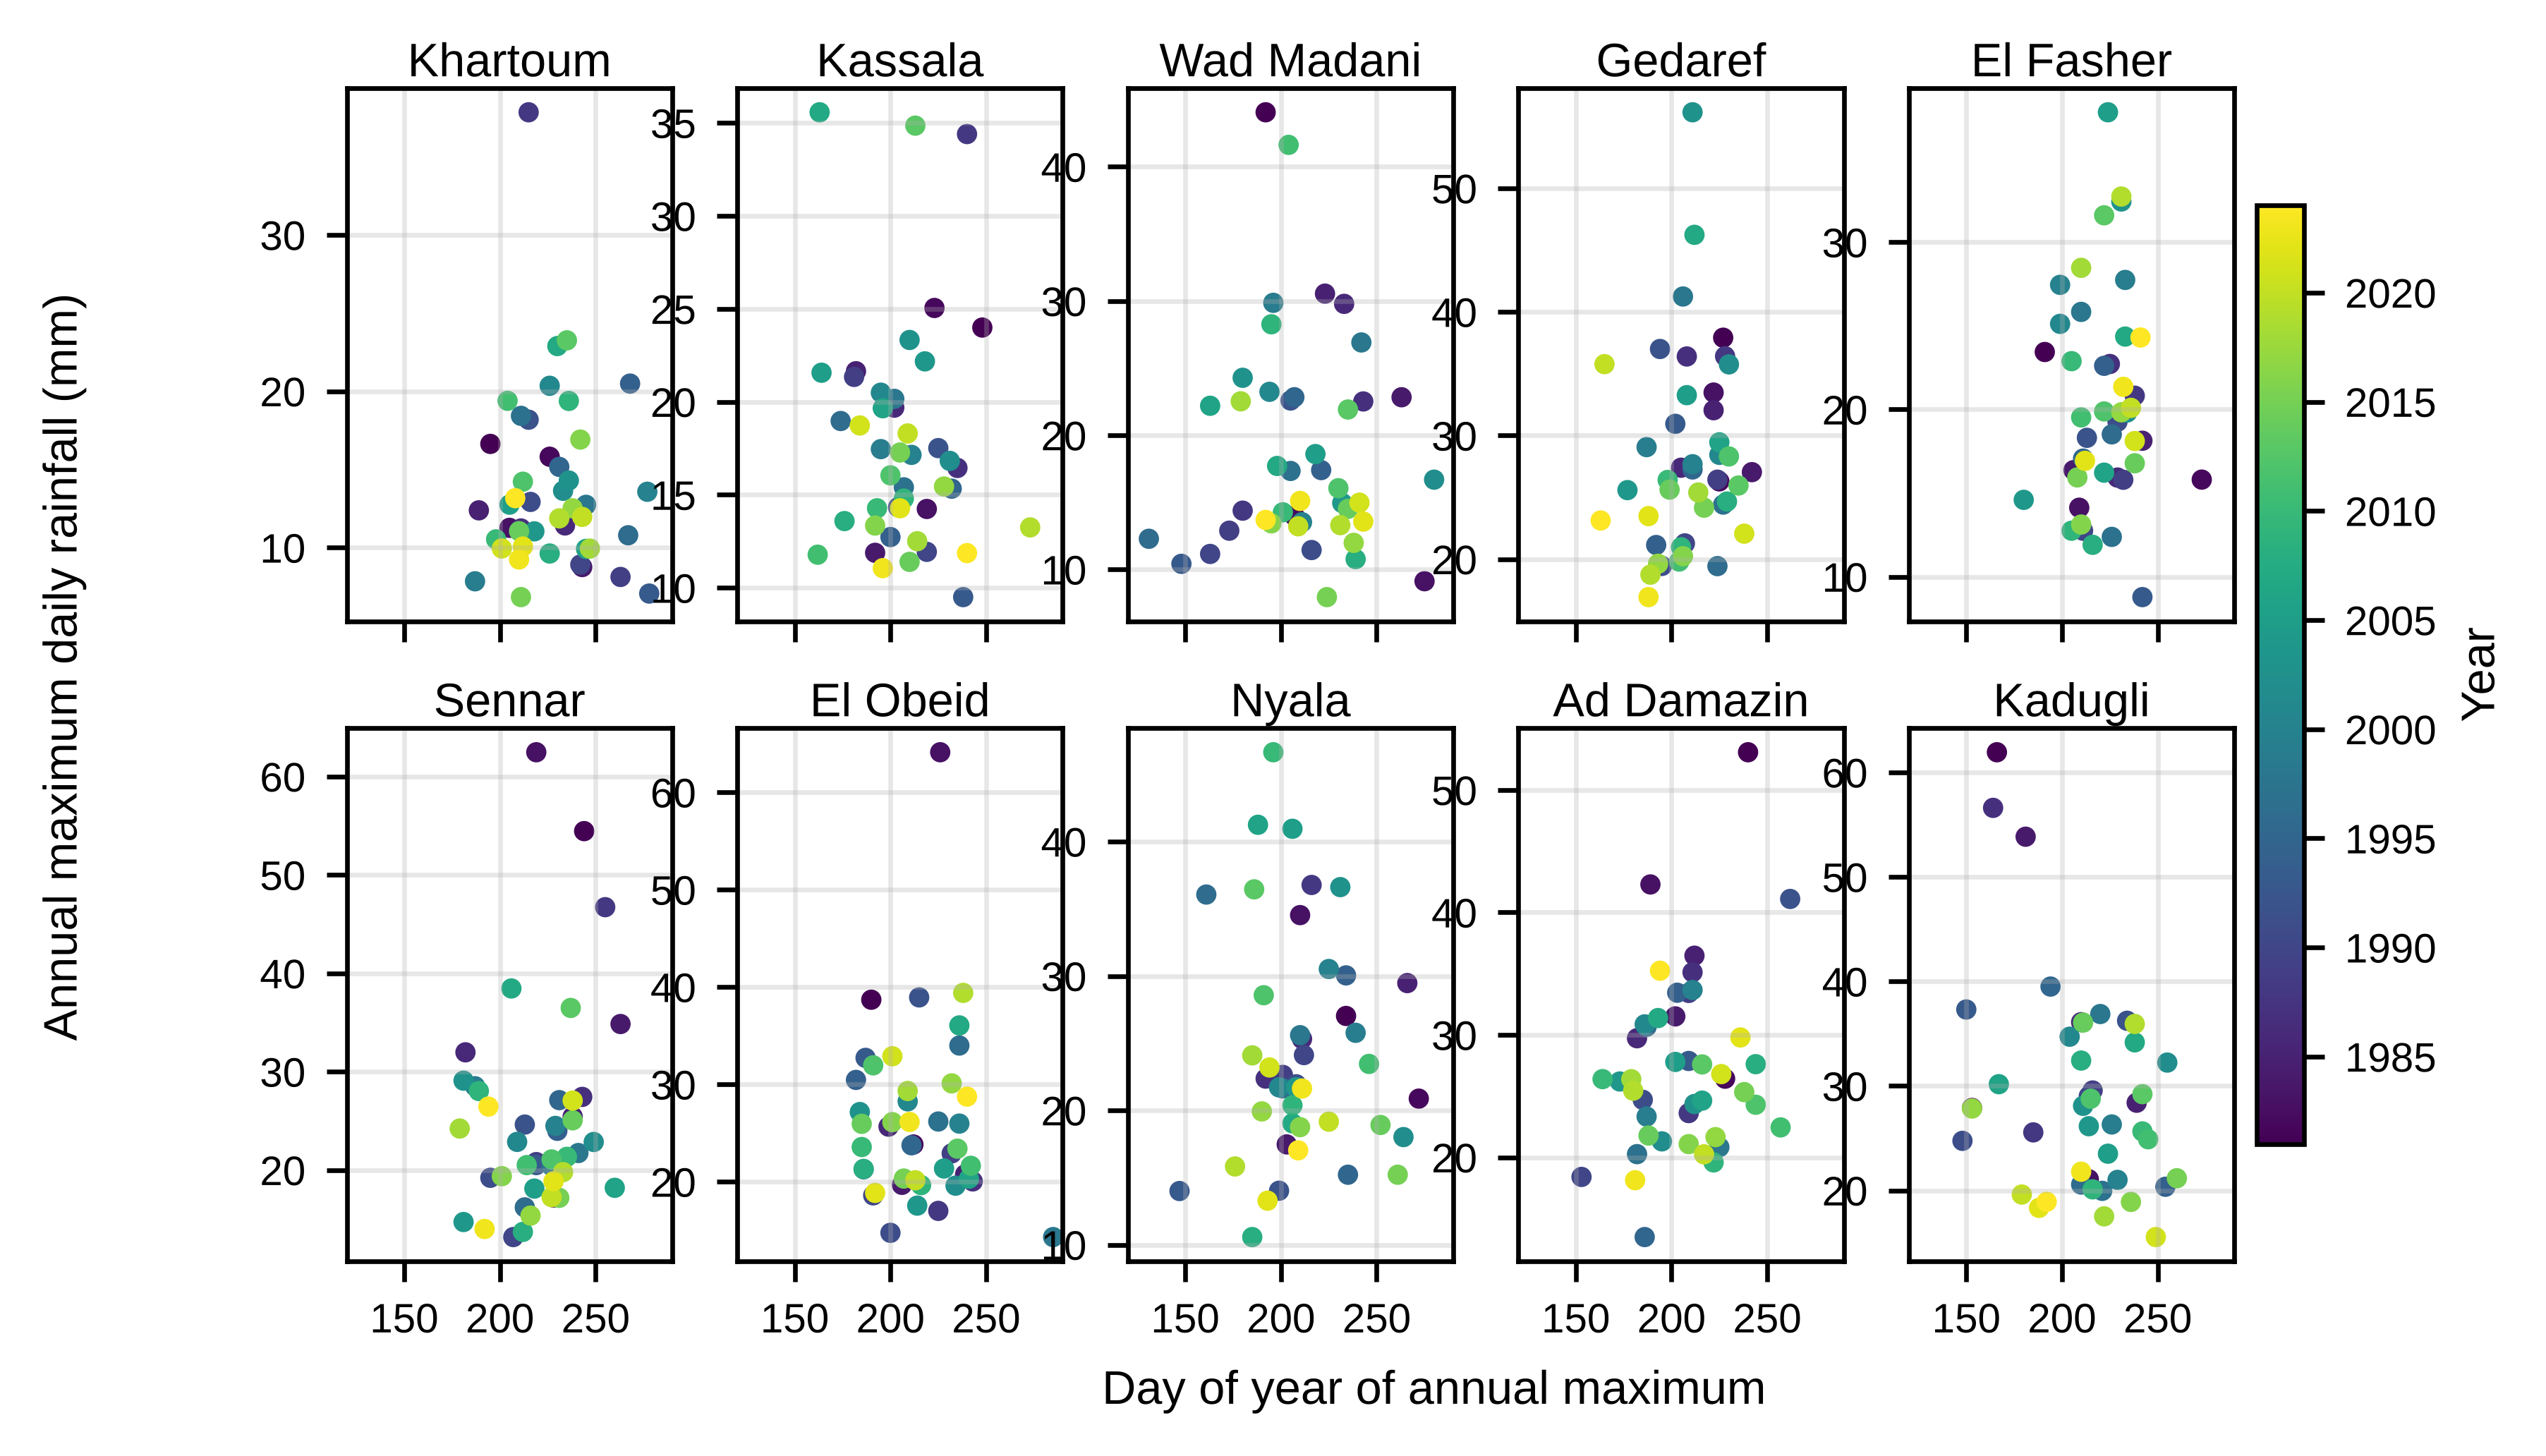 Khartoum
Kassala
Wad Madani
Gedaref
El Fasher
30
20
10
35
30
25
20
15
10
40
30
20
10
50
40
30
20
30
20
10
Sennar
El Obeid
Nyala
Ad Damazin
Kadugli
60
50
40
30
20
60
50
40
30
20
40
30
20
10
50
40
30
20
60
50
40
30
20
150 200 250
150 200 250
150 200 250
150 200 250
150 200 250
Day of year of annual maximum
Annual maximum daily rainfall (mm)
2020
2015
2010
2005
2000
1995
1990
1985
Year